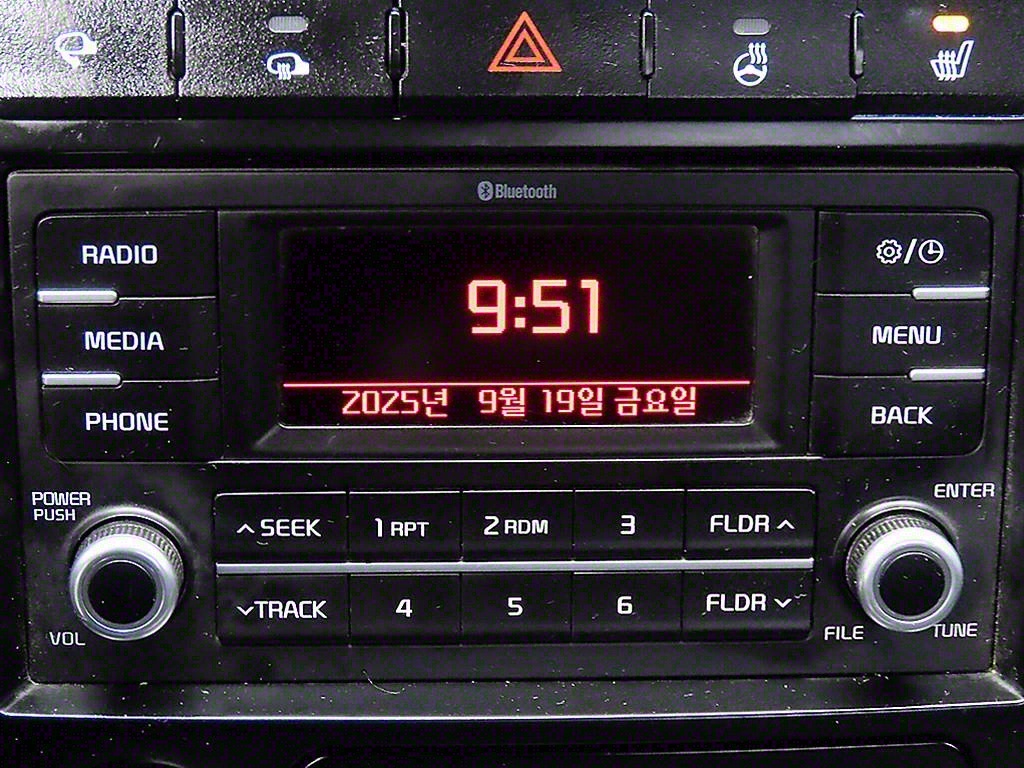 Bluetooth
RADIO
MEDIA
PHONE
9:51
2025년 9월 19일 금요일
/
MENU
BACK
POWER
PUSH
VOL
SEEK
1 RPT
2 RDM
3
FLDR
TRACK
4
5
6
FLDR
ENTER
FILE
TUNE